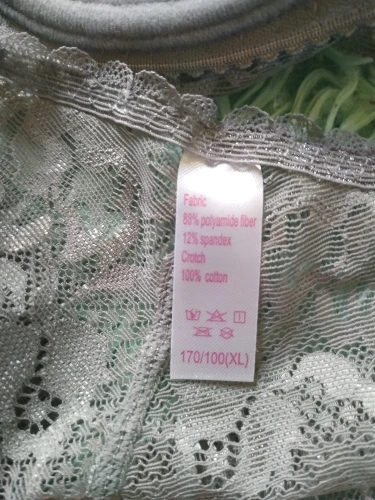 Fabric
88% polyamide fiber
12% spandex
Crotch
100% cotton
170/100(XL)